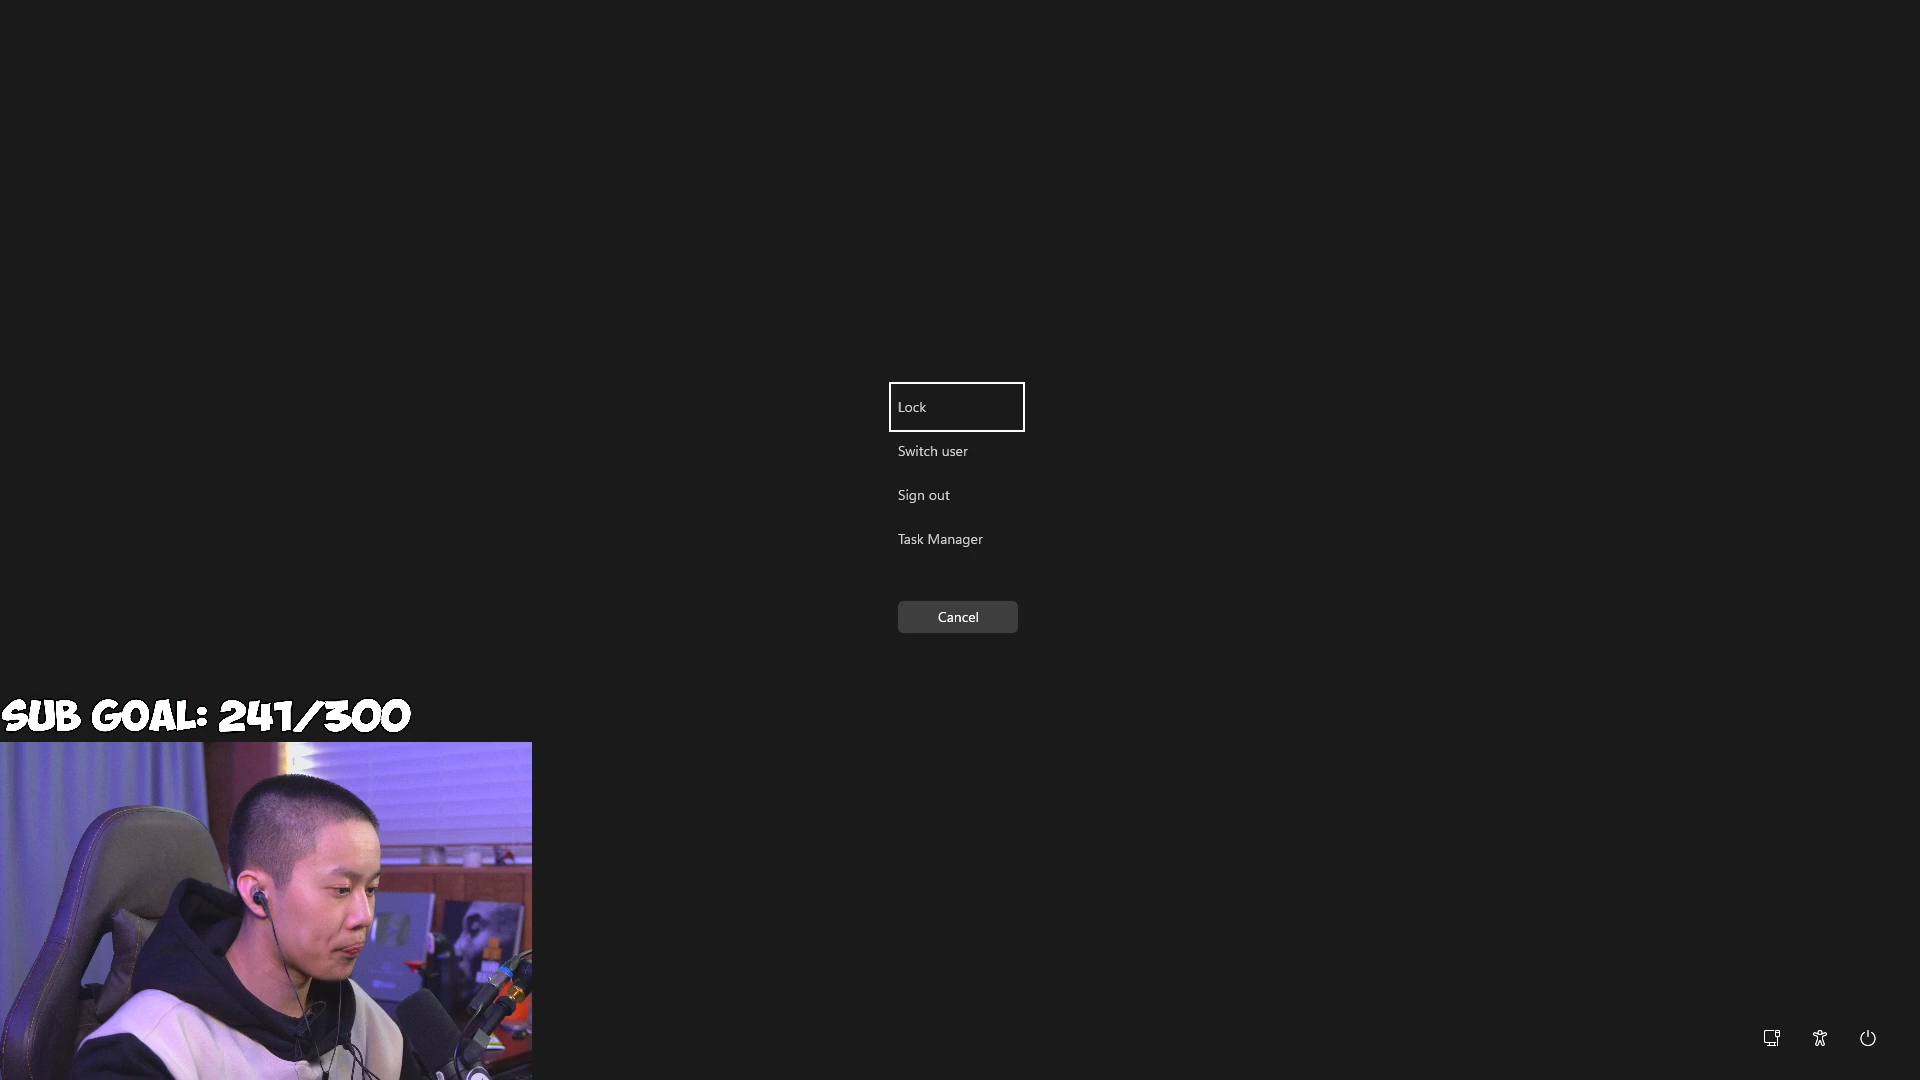 Lock
Switch user
Sign out
Task Manager
Cancel
SUB GOAL: 241/300